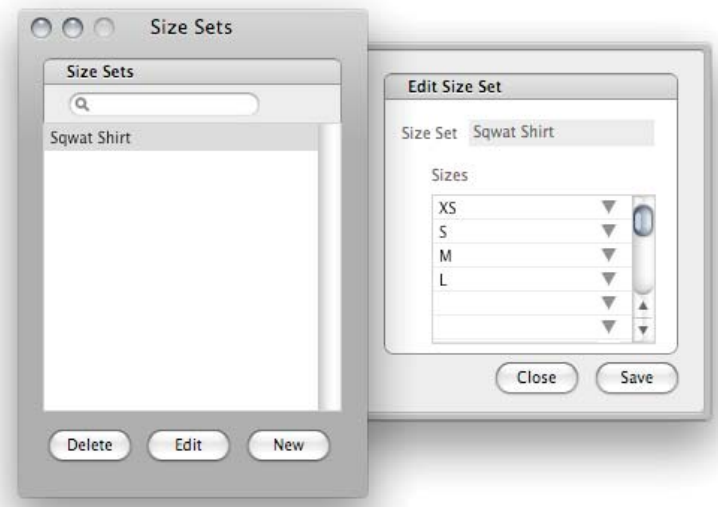 Size Sets
Size Sets
Sqwat Shirt
Delete Edit New
Edit Size Set
Size Set Sqwat Shirt
Sizes
XS
S
M
L
Close Save